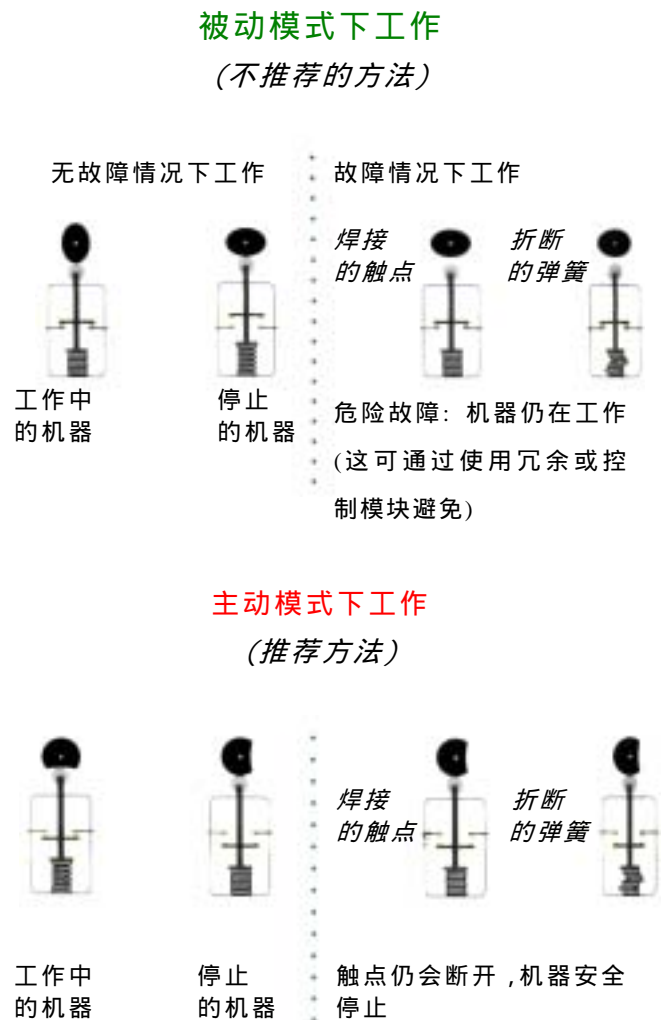 被动模式下工作
(不推荐的方法)
无故障情况下工作
故障情况下工作
焊接
的触点
折断
的弹簧
工作中
的机器
停止
的机器
危险故障: 机器仍在工作
(这可通过使用冗余或控
制模块避免)
主动模式下工作
(推荐方法)
焊接
的触点
折断
的弹簧
工作中
的机器
停止
的机器
触点仍会断开,机器安全
停止